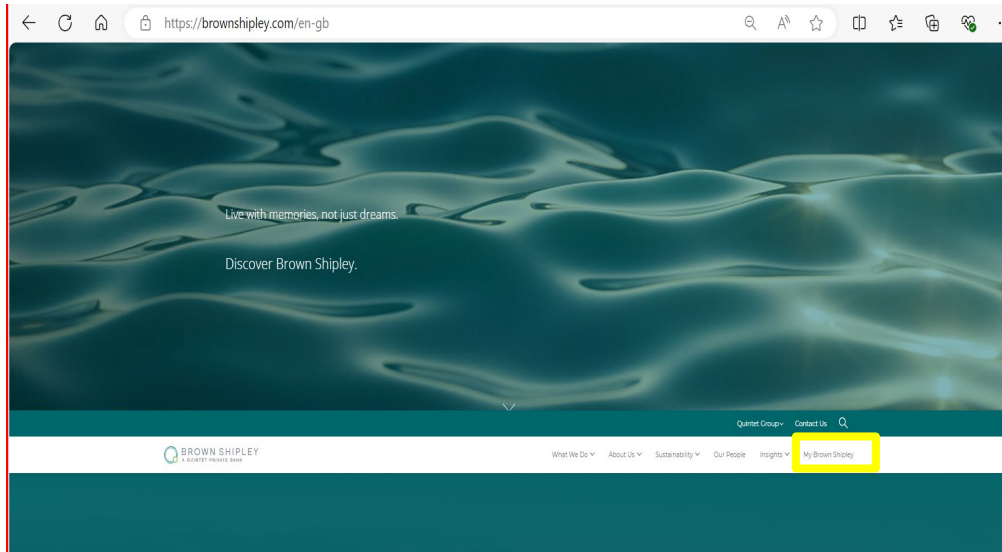 https://brownshipley.com/en-gb
Live with memories, not just dreams.
Discover Brown Shipley.
Quintet Group Contact Us
BROWN SHIPLEY
A QUINTET PRIVATE BANK
What We Do About Us Sustainability Our People Insights My Brown Shipley